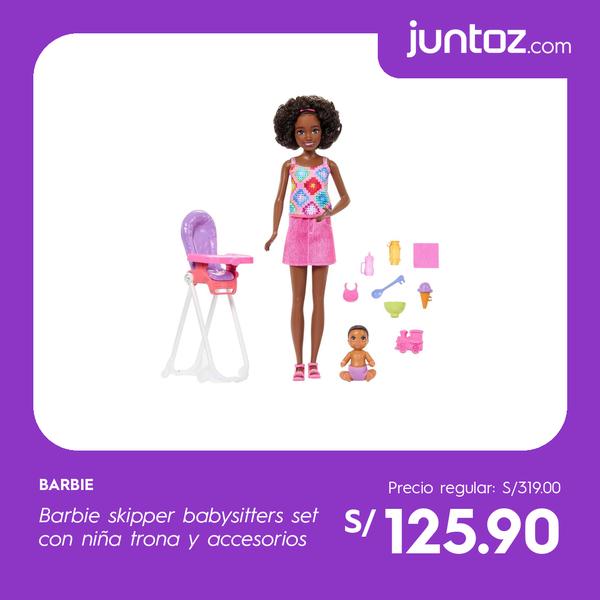 juntoz.com
BARBIE
Barbie skipper babysitters set
con niña trona y accesorios
Precio regular: S/319.00
S/125.90